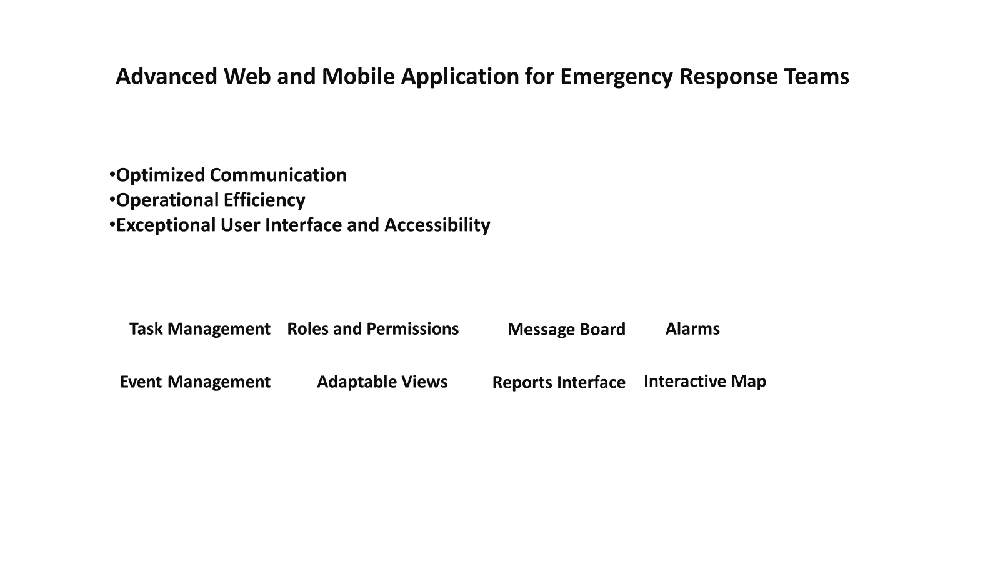 Advanced Web and Mobile Application for Emergency Response Teams
•Optimized Communication
•Operational Efficiency
•Exceptional User Interface and Accessibility
Task Management Roles and Permissions Message Board Alarms
Event Management Adaptable Views Reports Interface Interactive Map